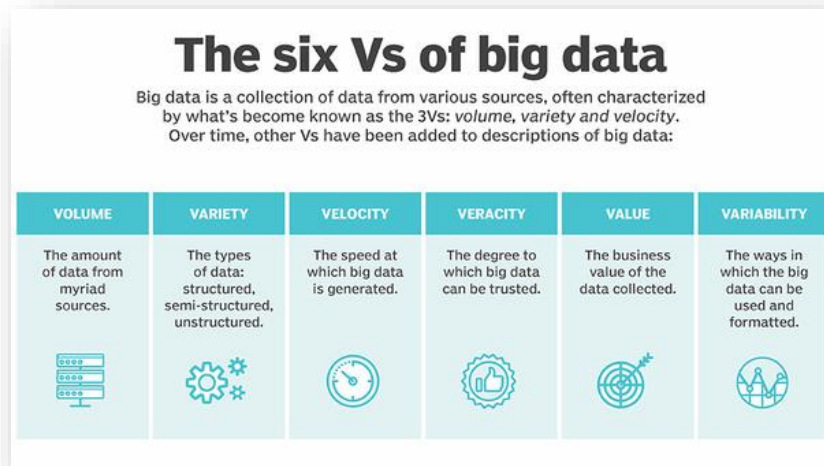 The six Vs of big data
Big data is a collection of data from various sources, often characterized
by what's become known as the 3Vs: volume, variety and velocity.
Over time, other Vs have been added to descriptions of big data:
VOLUME
The amount
of data from
myriad
sources.
VARIETY
The types
of data:
structured,
semi-structured,
unstructured.
VELOCITY
The speed at
which big data
is generated.
VERACITY
The degree to
which big data
can be trusted.
VALUE
The business
value of the
data collected.
VARIABILITY
The ways in
which the big
data can be
used and
formatted.